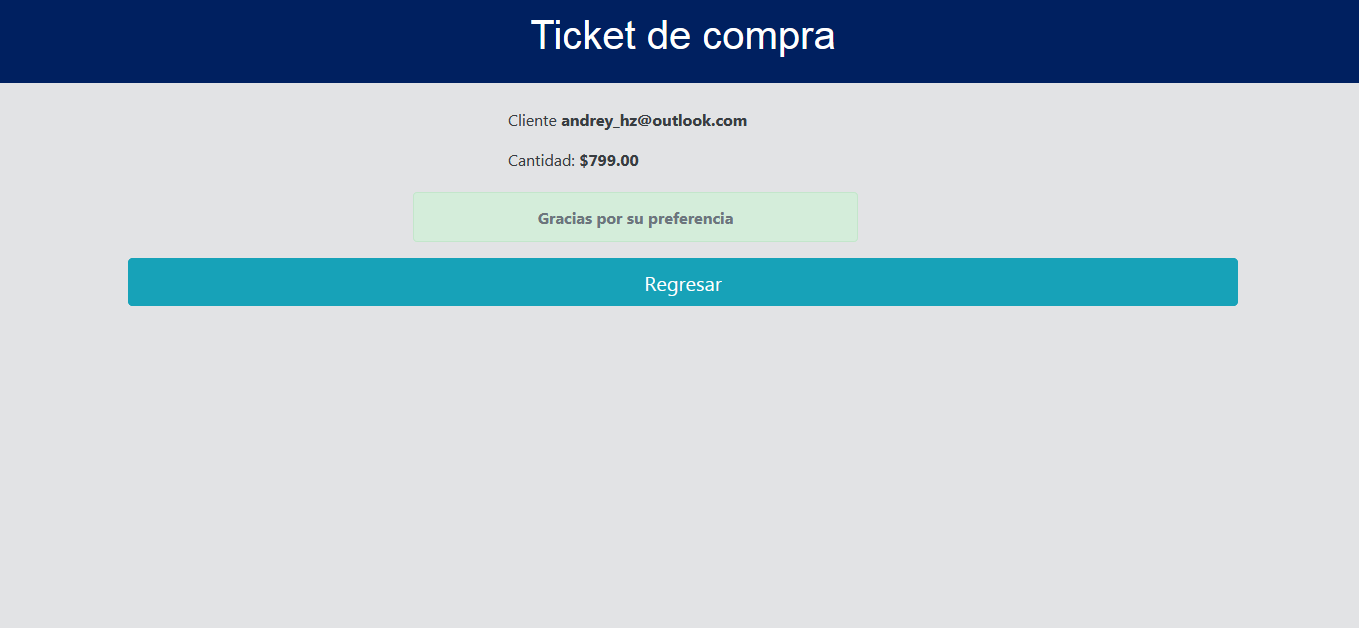 Ticket de compra
Cliente andrey_hz@outlook.com
Cantidad: $799.00
Gracias por su preferencia
Regresar